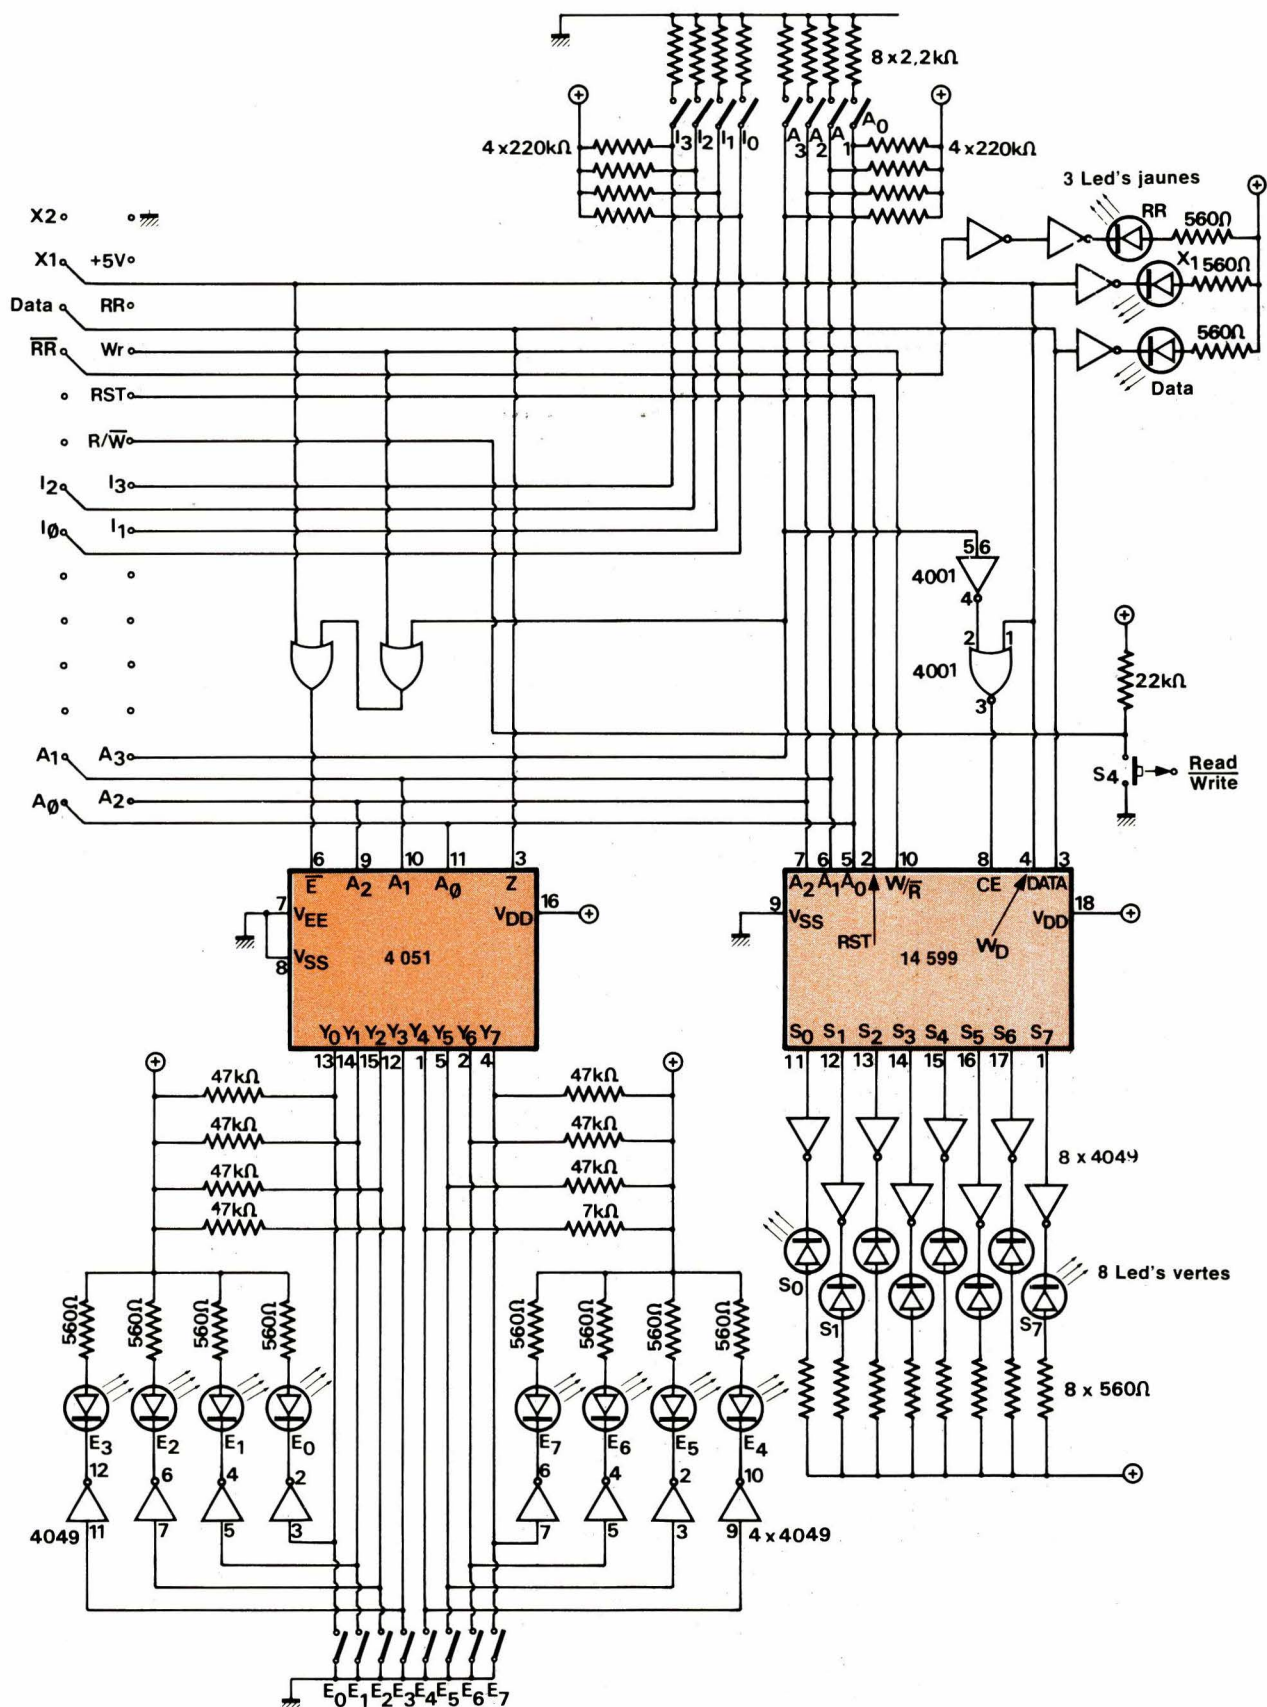 8 x 2,2kΩ
I3 I2 I1 I0 A3 A2 A1 A0
4 x 220kΩ 4 x 220kΩ
3 Led's jaunes
RR 560Ω
X1 560Ω
560Ω
Data
X2
X1 +5V
Data RR
R̅R̅ Wr
RST
R/W̅
I2 I3
IØ I1
A1 A3
AØ A2
5 6
4001
4
2 1
4001
3
22kΩ
S4 Read
Write
6 9 10 11 3
E̅ A2 A1 AØ Z
7 VEE VDD 16
8 VSS
4 051
7 6 5 2 10 8 4 3
A2 A1 A0 W/R̅ CE DATA
9 VSS VDD 18
RST WD
14 599
Y0 Y1 Y2 Y3 Y4 Y5 Y6 Y7
13 14 15 12 1 5 2 4
S0 S1 S2 S3 S4 S5 S6 S7
11 12 13 14 15 16 17 1
47kΩ 47kΩ
47kΩ 47kΩ
47kΩ 47kΩ
47kΩ 7kΩ
8 x 4049
S0 8 Led's vertes
S1 S7
560Ω 560Ω 560Ω 560Ω 560Ω 560Ω 560Ω 560Ω
8 x 560Ω
E3 E2 E1 E0 E7 E6 E5 E4
12 6 4 2 6 4 2 10
4049 11 7 5 3 7 5 3 9 4 x 4049
E0 E1 E2 E3 E4 E5 E6 E7